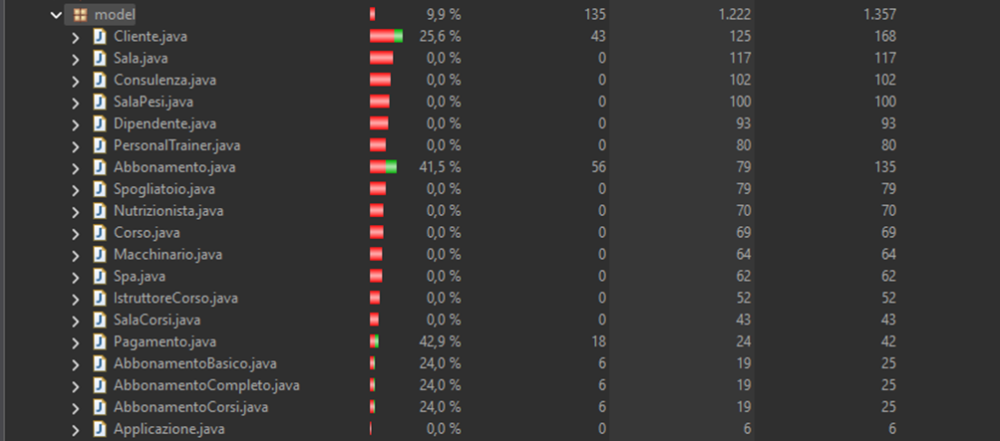 model 9,9 % 135 1.222 1.357
Cliente.java 25,6 % 43 125 168
Sala.java 0,0 % 0 117 117
Consulenza.java 0,0 % 0 102 102
SalaPesi.java 0,0 % 0 100 100
Dipendente.java 0,0 % 0 93 93
PersonalTrainer.java 0,0 % 0 80 80
Abbonamento.java 41,5 % 56 79 135
Spogliatoio.java 0,0 % 0 79 79
Nutrizionista.java 0,0 % 0 70 70
Corso.java 0,0 % 0 69 69
Macchinario.java 0,0 % 0 64 64
Spa.java 0,0 % 0 62 62
IstruttoreCorso.java 0,0 % 0 52 52
SalaCorsi.java 0,0 % 0 43 43
Pagamento.java 42,9 % 18 24 42
AbbonamentoBasico.java 24,0 % 6 19 25
AbbonamentoCompleto.java 24,0 % 6 19 25
AbbonamentoCorsi.java 24,0 % 6 19 25
Applicazione.java 0,0 % 0 6 6